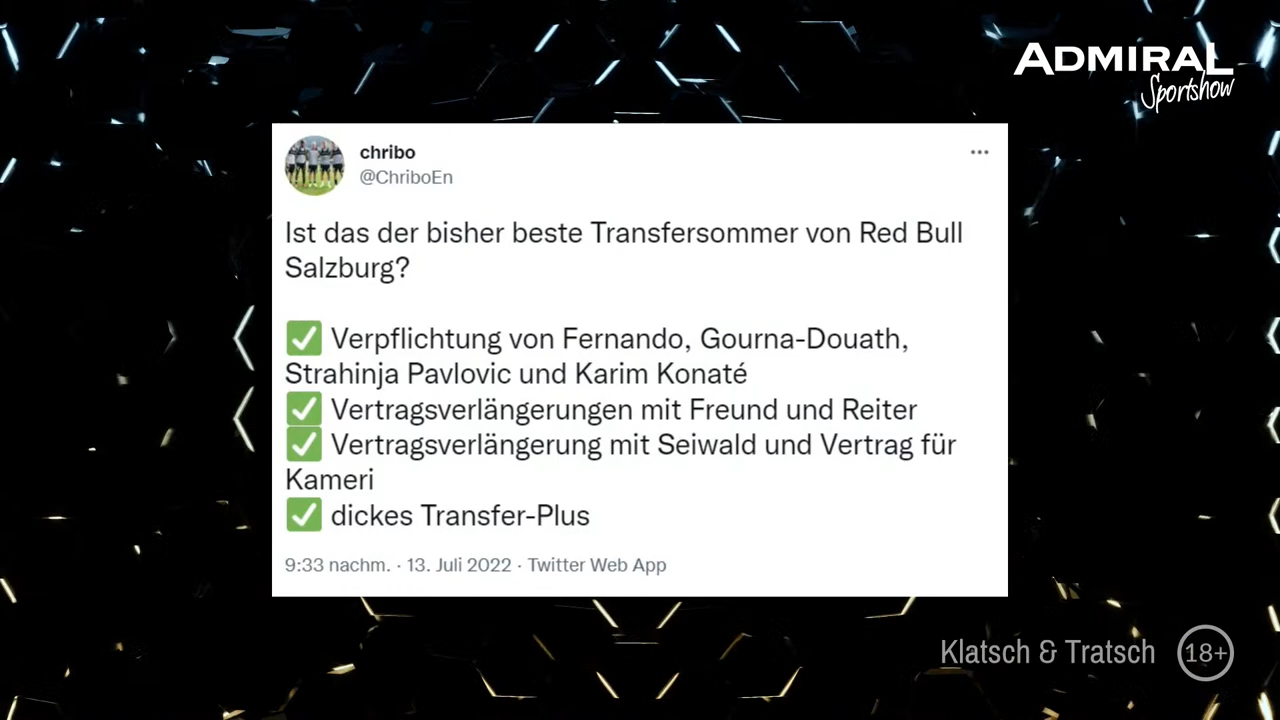 ADMIRAL
Sportshow
chribo
@ChriboEn
Ist das der bisher beste Transfersommer von Red Bull
Salzburg?
✅ Verpflichtung von Fernando, Gourna-Douath,
Strahinja Pavlovic und Karim Konaté
✅ Vertragsverlängerungen mit Freund und Reiter
✅ Vertragsverlängerung mit Seiwald und Vertrag für
Kameri
✅ dickes Transfer-Plus
9:33 nachm. · 13. Juli 2022 · Twitter Web App
Klatsch & Tratsch 18+